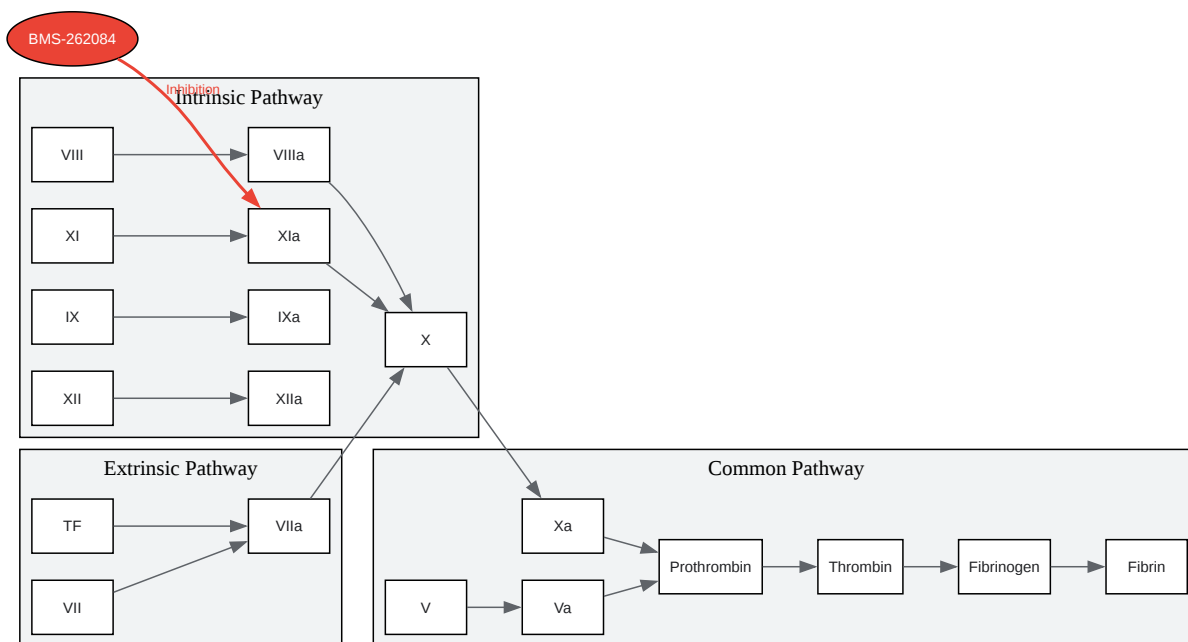 BMS-262084
Inhibition
Intrinsic Pathway
VIII
VIIIa
XI
XIa
IX
IXa
X
XII
XIIa
Extrinsic Pathway
TF
VIIa
VII
Common Pathway
Xa
Prothrombin
Thrombin
Fibrinogen
Fibrin
V
Va